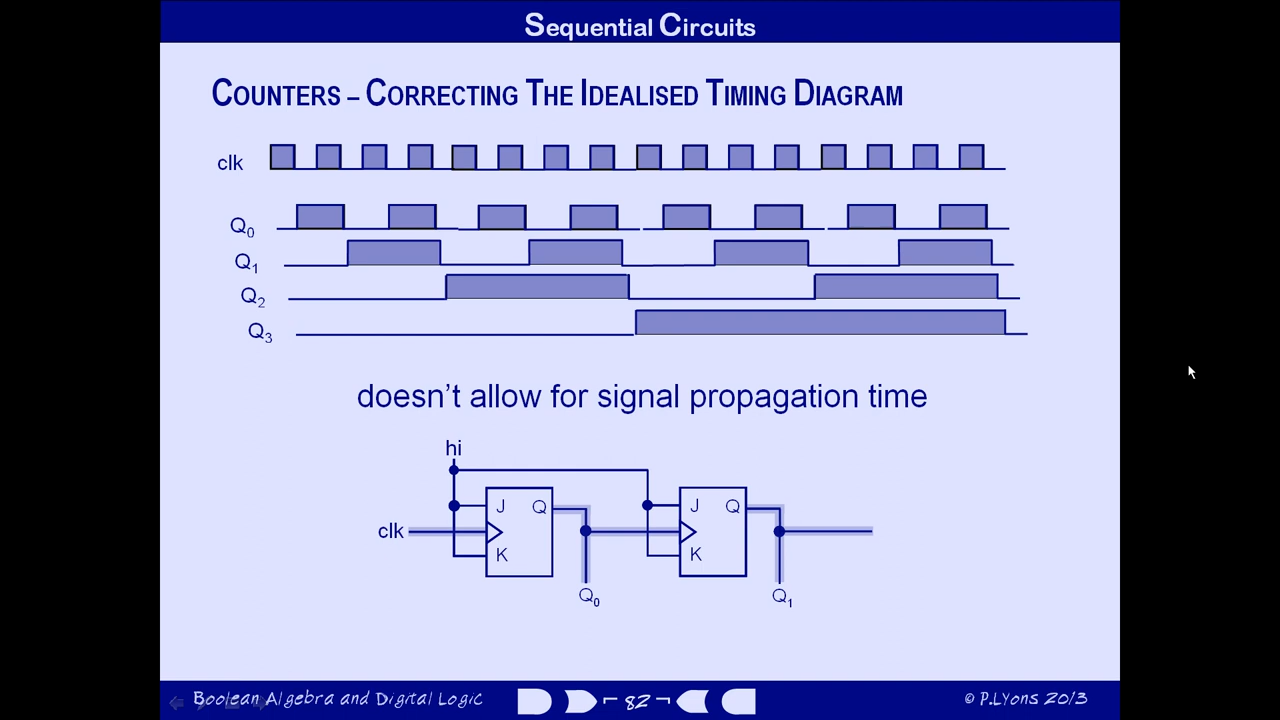 Sequential Circuits
Counters – Correcting The Idealised Timing Diagram
clk
Q0
Q1
Q2
Q3
doesn't allow for signal propagation time
hi
J Q J Q
clk
K K
Q0 Q1
Boolean Algebra and Digital Logic 82 © P.Lyons 2013